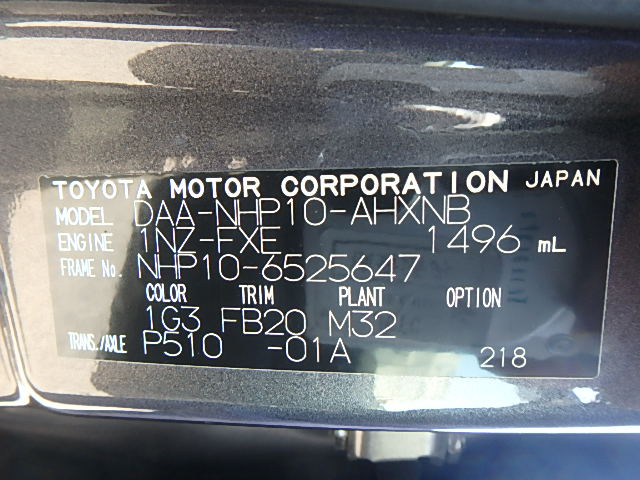 TOYOTA MOTOR CORPORATION JAPAN
MODEL DAA-NHP10-AHXNB
ENGINE 1NZ-FXE 1496 mL
FRAME No. NHP10-6525647
COLOR TRIM PLANT OPTION
1G3 FB20 M32
TRANS./AXLE P510 -01A 218